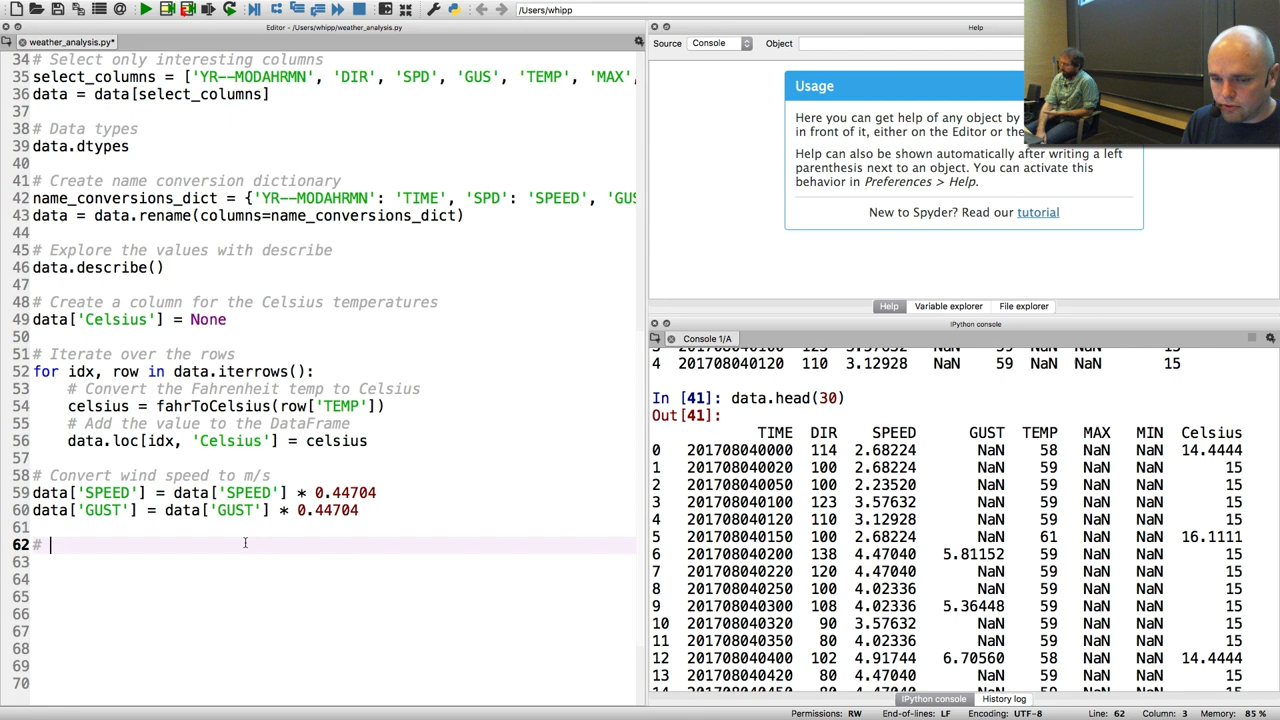 /Users/whipp
Editor - /Users/whipp/weather_analysis.py
weather_analysis.py*
34 # Select only interesting columns
35 select_columns = ['YR--MODAHRMN', 'DIR', 'SPD', 'GUS', 'TEMP', 'MAX',
36 data = data[select_columns]
37
38 # Data types
39 data.dtypes
40
41 # Create name conversion dictionary
42 name_conversions_dict = {'YR--MODAHRMN': 'TIME', 'SPD': 'SPEED', 'GUS
43 data = data.rename(columns=name_conversions_dict)
44
45 # Explore the values with describe
46 data.describe()
47
48 # Create a column for the Celsius temperatures
49 data['Celsius'] = None
50
51 # Iterate over the rows
52 for idx, row in data.iterrows():
53     # Convert the Fahrenheit temp to Celsius
54     celsius = fahrToCelsius(row['TEMP'])
55     # Add the value to the DataFrame
56     data.loc[idx, 'Celsius'] = celsius
57
58 # Convert wind speed to m/s
59 data['SPEED'] = data['SPEED'] * 0.44704
60 data['GUST'] = data['GUST'] * 0.44704
61
62 #
63
64
65
66
67
68
69
70
Help
Source Console Object
Usage
Here you can get help of any object by
in front of it, either on the Editor or the
Help can also be shown automatically after writing a left
parenthesis next to an object. You can activate this
behavior in Preferences > Help.
New to Spyder? Read our tutorial
Help Variable explorer File explorer
IPython console
Console 1/A
4 201708040120 110 3.12928 NaN 59 NaN NaN 15
In [41]: data.head(30)
Out[41]:
TIME DIR SPEED GUST TEMP MAX MIN Celsius
0 201708040000 114 2.68224 NaN 58 NaN NaN 14.4444
1 201708040020 100 2.68224 NaN 59 NaN NaN 15
2 201708040050 100 2.23520 NaN 59 NaN NaN 15
3 201708040100 123 3.57632 NaN 59 NaN NaN 15
4 201708040120 110 3.12928 NaN 59 NaN NaN 15
5 201708040150 100 2.68224 NaN 61 NaN NaN 16.1111
6 201708040200 138 4.47040 5.81152 59 NaN NaN 15
7 201708040220 120 4.47040 NaN 59 NaN NaN 15
8 201708040250 100 4.02336 NaN 59 NaN NaN 15
9 201708040300 108 4.02336 5.36448 59 NaN NaN 15
10 201708040320 90 3.57632 NaN 59 NaN NaN 15
11 201708040350 80 4.02336 NaN 59 NaN NaN 15
12 201708040400 102 4.91744 6.70560 58 NaN NaN 14.4444
13 201708040420 80 4.47040 NaN 59 NaN NaN 15
IPython console History log
Permissions: RW End-of-lines: LF Encoding: UTF-8 Line: 62 Column: 3 Memory: 85 %